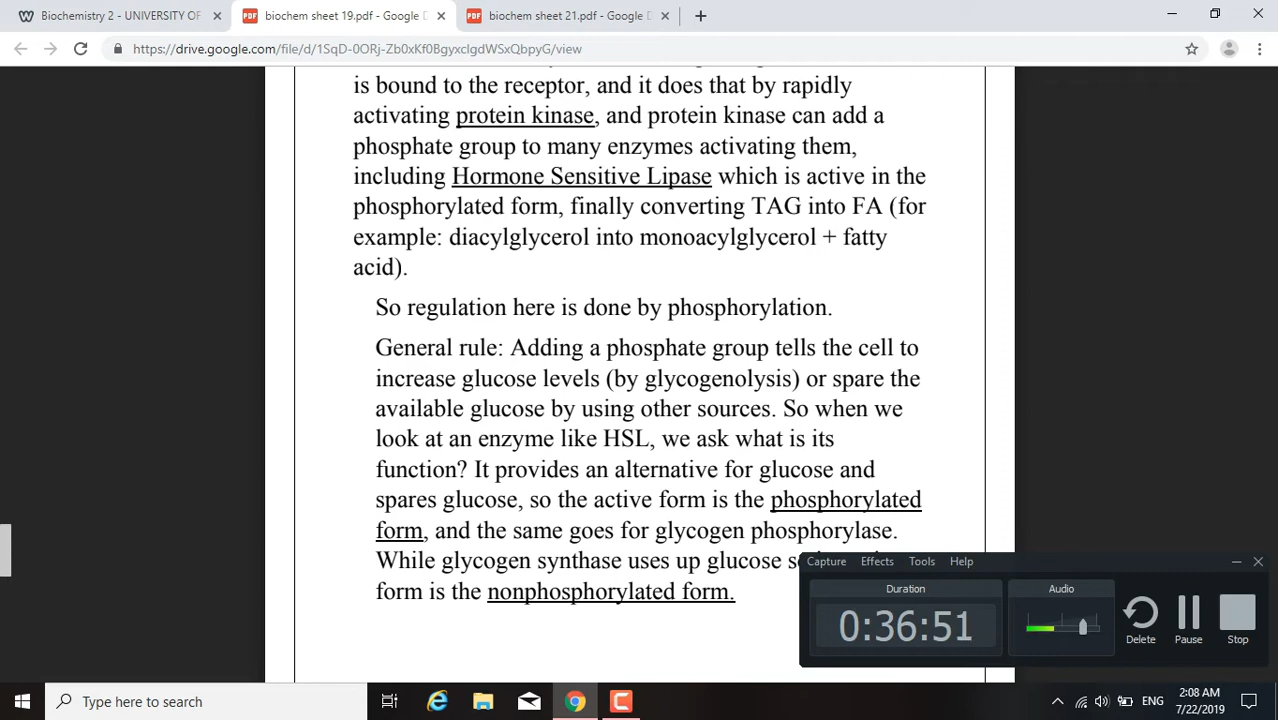 Biochemistry 2 - UNIVERSITY OF
biochem sheet 19.pdf - Google D
biochem sheet 21.pdf - Google D
https://drive.google.com/file/d/1SqD-0ORj-Zb0xKf0BgyxclgdWSxQbpyG/view
is bound to the receptor, and it does that by rapidly
activating protein kinase, and protein kinase can add a
phosphate group to many enzymes activating them,
including Hormone Sensitive Lipase which is active in the
phosphorylated form, finally converting TAG into FA (for
example: diacylglycerol into monoacylglycerol + fatty
acid).
So regulation here is done by phosphorylation.
General rule: Adding a phosphate group tells the cell to
increase glucose levels (by glycogenolysis) or spare the
available glucose by using other sources. So when we
look at an enzyme like HSL, we ask what is its
function? It provides an alternative for glucose and
spares glucose, so the active form is the phosphorylated
form, and the same goes for glycogen phosphorylase.
While glycogen synthase uses up glucose
form is the nonphosphorylated form.
Capture Effects Tools Help
Duration
Audio
0:36:51
Delete
Pause
Stop
Type here to search
ENG
2:08 AM
7/22/2019